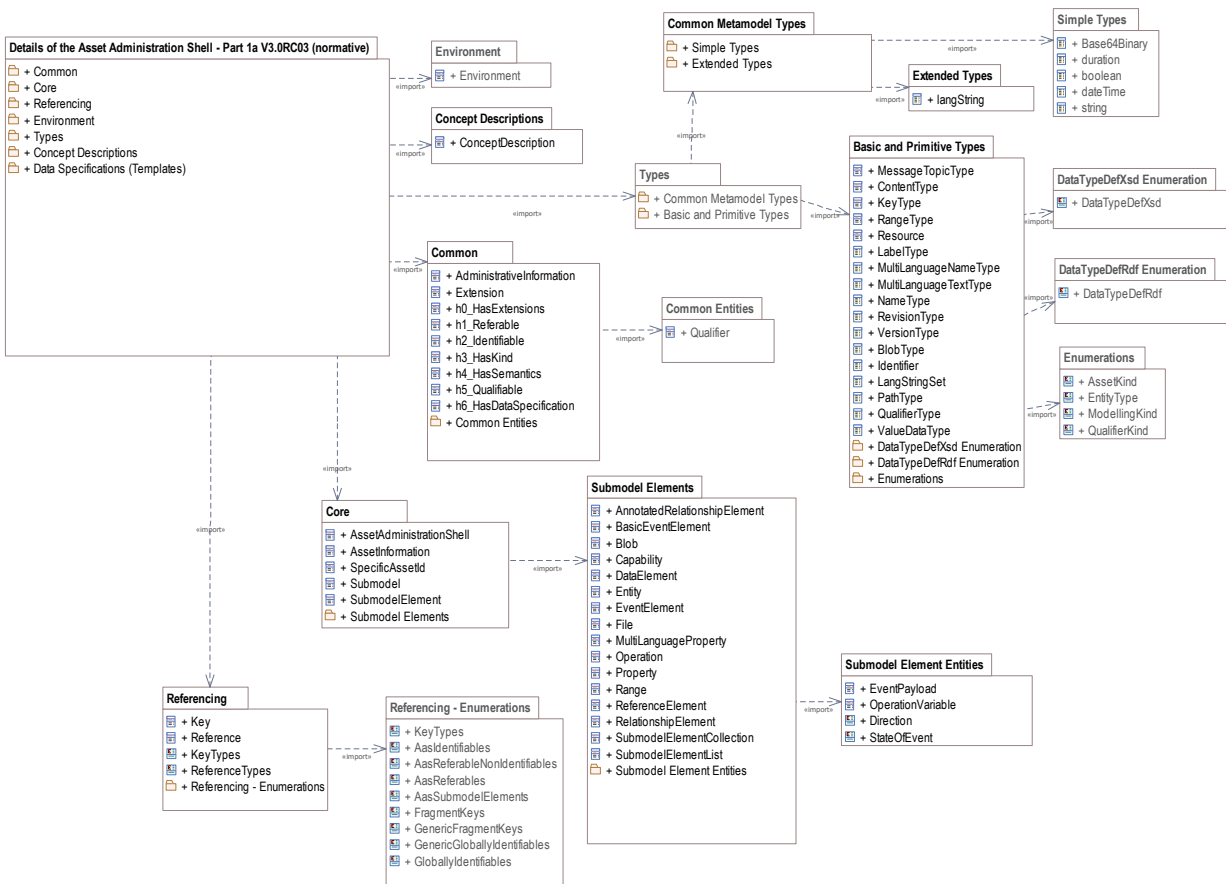 Details of the Asset Administration Shell - Part 1a V3.0RC03 (normative)
+ Common
+ Core
+ Referencing
+ Environment
+ Types
+ Concept Descriptions
+ Data Specifications (Templates)
«import»
Environment
+ Environment
«import»
Concept Descriptions
+ ConceptDescription
«import»
Types
+ Common Metamodel Types
+ Basic and Primitive Types
«import»
Common Metamodel Types
+ Simple Types
+ Extended Types
«import»
Simple Types
+ Base64Binary
+ duration
+ boolean
+ dateTime
+ string
«import»
Extended Types
+ langString
«import»
Basic and Primitive Types
+ MessageTopicType
+ ContentType
+ KeyType
+ RangeType
+ Resource
+ LabelType
+ MultiLanguageNameType
+ MultiLanguageTextType
+ NameType
+ RevisionType
+ VersionType
+ BlobType
+ Identifier
+ LangStringSet
+ PathType
+ QualifierType
+ ValueDataType
+ DataTypeDefXsd Enumeration
+ DataTypeDefRdf Enumeration
+ Enumerations
«import»
DataTypeDefXsd Enumeration
+ DataTypeDefXsd
«import»
DataTypeDefRdf Enumeration
+ DataTypeDefRdf
«import»
Enumerations
+ AssetKind
+ EntityType
+ ModellingKind
+ QualifierKind
«import»
Common
+ AdministrativeInformation
+ Extension
+ h0_HasExtensions
+ h1_Referable
+ h2_Identifiable
+ h3_HasKind
+ h4_HasSemantics
+ h5_Qualifiable
+ h6_HasDataSpecification
+ Common Entities
«import»
Common Entities
+ Qualifier
«import»
Core
+ AssetAdministrationShell
+ AssetInformation
+ SpecificAssetId
+ Submodel
+ SubmodelElement
+ Submodel Elements
«import»
Submodel Elements
+ AnnotatedRelationshipElement
+ BasicEventElement
+ Blob
+ Capability
+ DataElement
+ Entity
+ EventElement
+ File
+ MultiLanguageProperty
+ Operation
+ Property
+ Range
+ ReferenceElement
+ RelationshipElement
+ SubmodelElementCollection
+ SubmodelElementList
+ Submodel Element Entities
«import»
Submodel Element Entities
+ EventPayload
+ OperationVariable
+ Direction
+ StateOfEvent
«import»
Referencing
+ Key
+ Reference
+ KeyTypes
+ ReferenceTypes
+ Referencing - Enumerations
«import»
Referencing - Enumerations
+ KeyTypes
+ AasIdentifiables
+ AasReferableNonIdentifiables
+ AasReferables
+ AasSubmodelElements
+ FragmentKeys
+ GenericFragmentKeys
+ GenericGloballyIdentifiables
+ GloballyIdentifiables